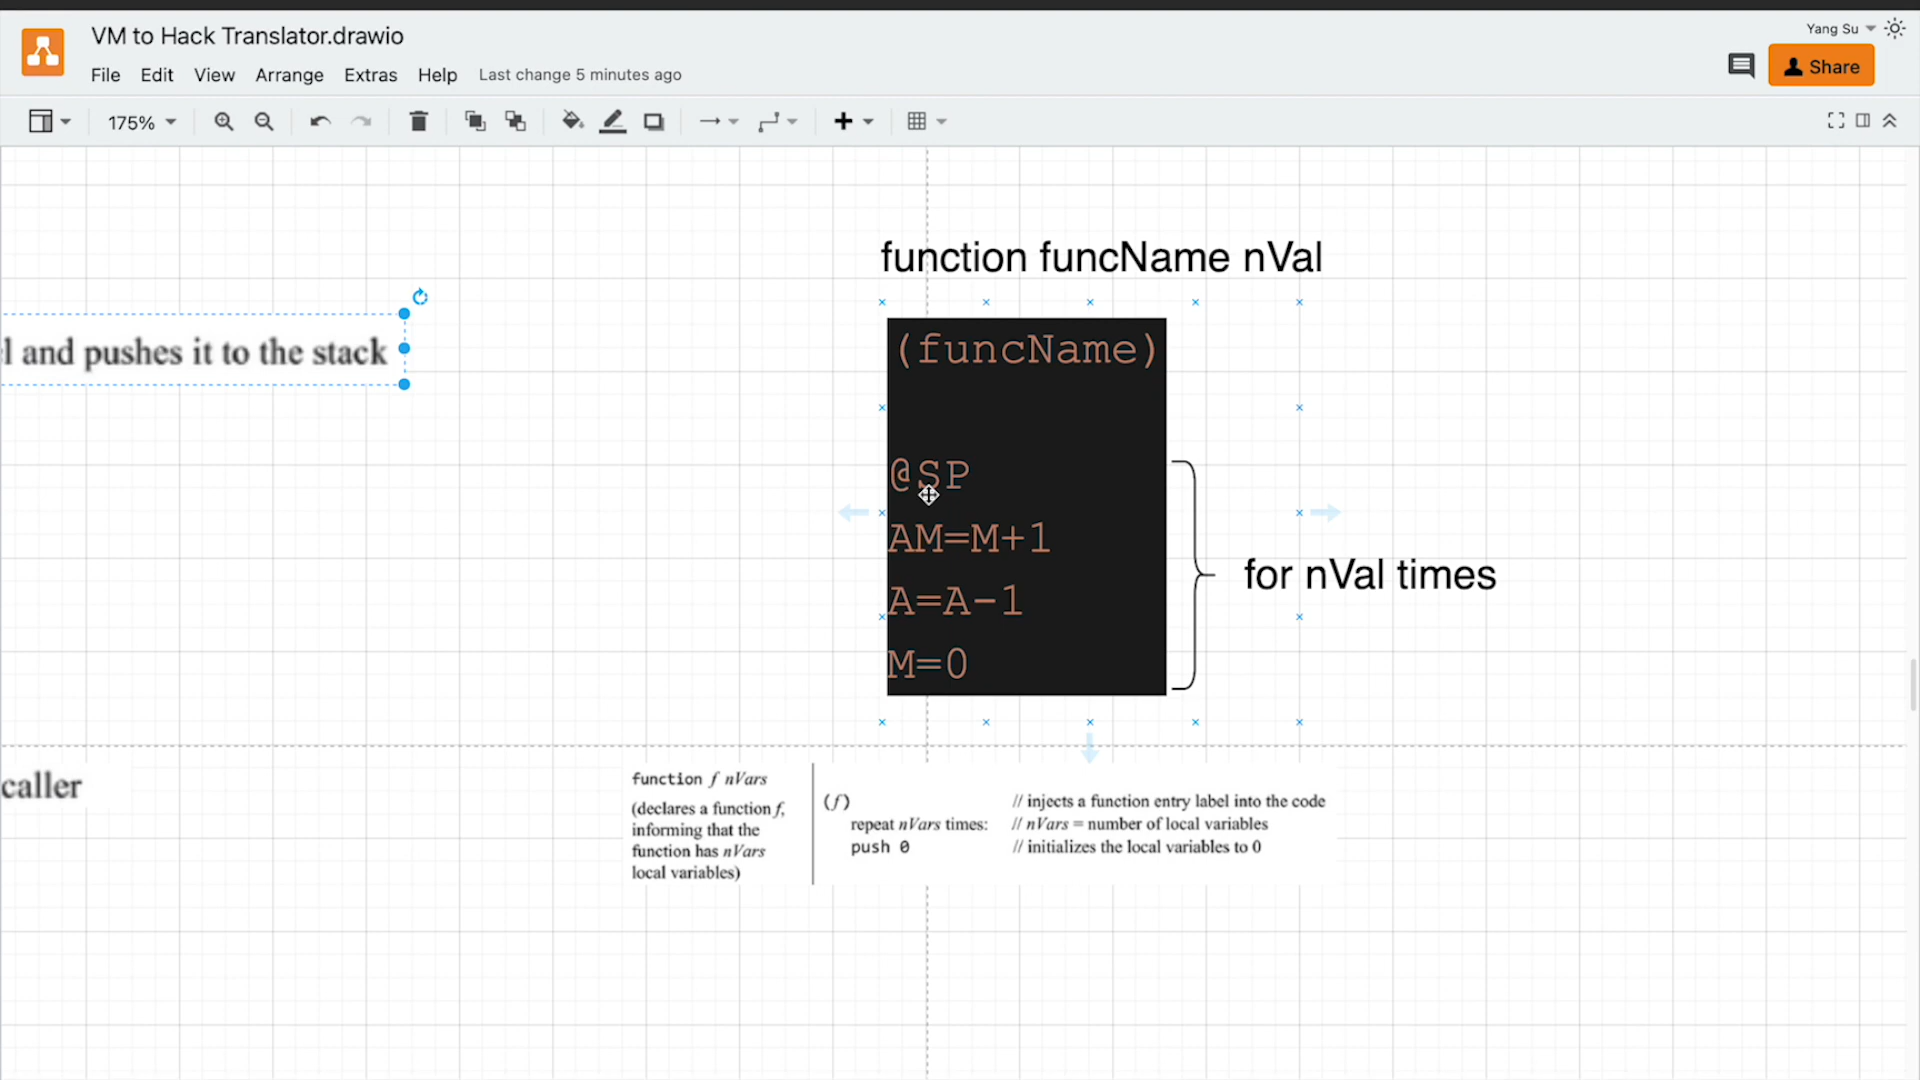 VM to Hack Translator.drawio
Yang Su
File Edit View Arrange Extras Help Last change 5 minutes ago
Share
175%
function funcName nVal
(funcName)
l and pushes it to the stack
@SP
AM=M+1
A=A-1
M=0
for nVal times
caller
function f nVars
(declares a function f,
informing that the
function has nVars
local variables)
(f) // injects a function entry label into the code
repeat nVars times: // nVars = number of local variables
push 0 // initializes the local variables to 0